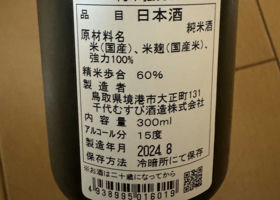 品　目　日本酒
純米酒
原材料名
米(国産)、米麹(国産米)、
強力100%
精米歩合　60%
製造者
鳥取県境港市大正町131
千代むすび酒造株式会社
内容量　300ml
アルコール分　15度
製造年月　2024.8
保存方法　冷暗所にて保存
※お酒は二十歳になってから
4 938995 016019